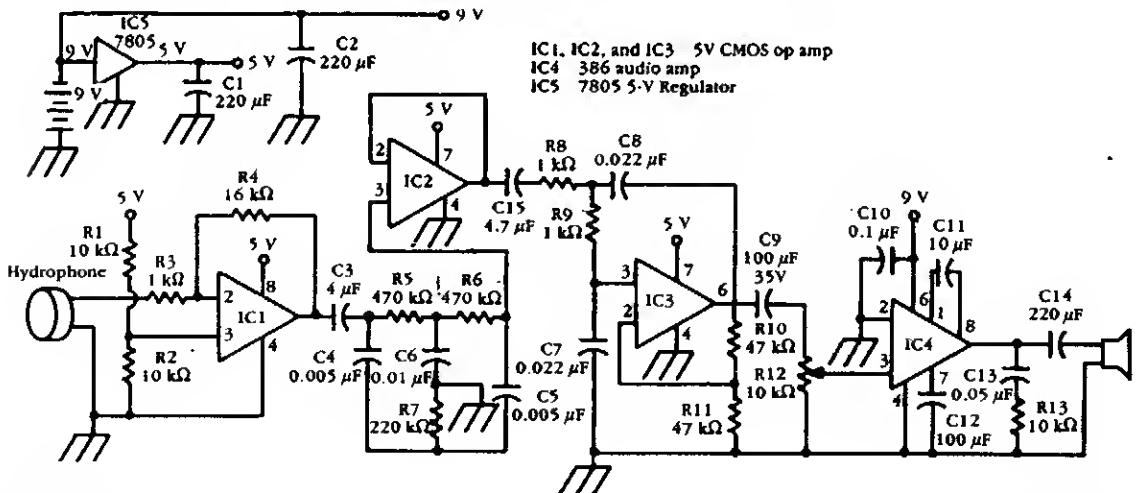 IC5
7805
9 V
5 V
5 V
9 V
C1
220 μF
C2
220 μF
9 V
IC1, IC2, and IC3 5V CMOS op amp
IC4 386 audio amp
IC5 7805 5-V Regulator
5 V
2
7
IC2
3
4
C15
4.7 μF
R8
1 kΩ
C8
0.022 μF
R9
1 kΩ
5 V
R1
10 kΩ
R4
16 kΩ
5 V
Hydrophone
R3
1 kΩ
2
8
IC1
3
4
R2
10 kΩ
C3
4 μF
R5
470 kΩ
R6
470 kΩ
C4
0.005 μF
C6
0.01 μF
R7
220 kΩ
C5
0.005 μF
C7
0.022 μF
5 V
3
7
IC3
6
2
4
C9
100 μF
35V
R10
47 kΩ
R12
10 kΩ
R11
47 kΩ
9 V
C10
0.1 μF
C11
10 μF
2
6
1
8
IC4
3
4
7
C12
100 μF
C13
0.05 μF
R13
10 kΩ
C14
220 μF